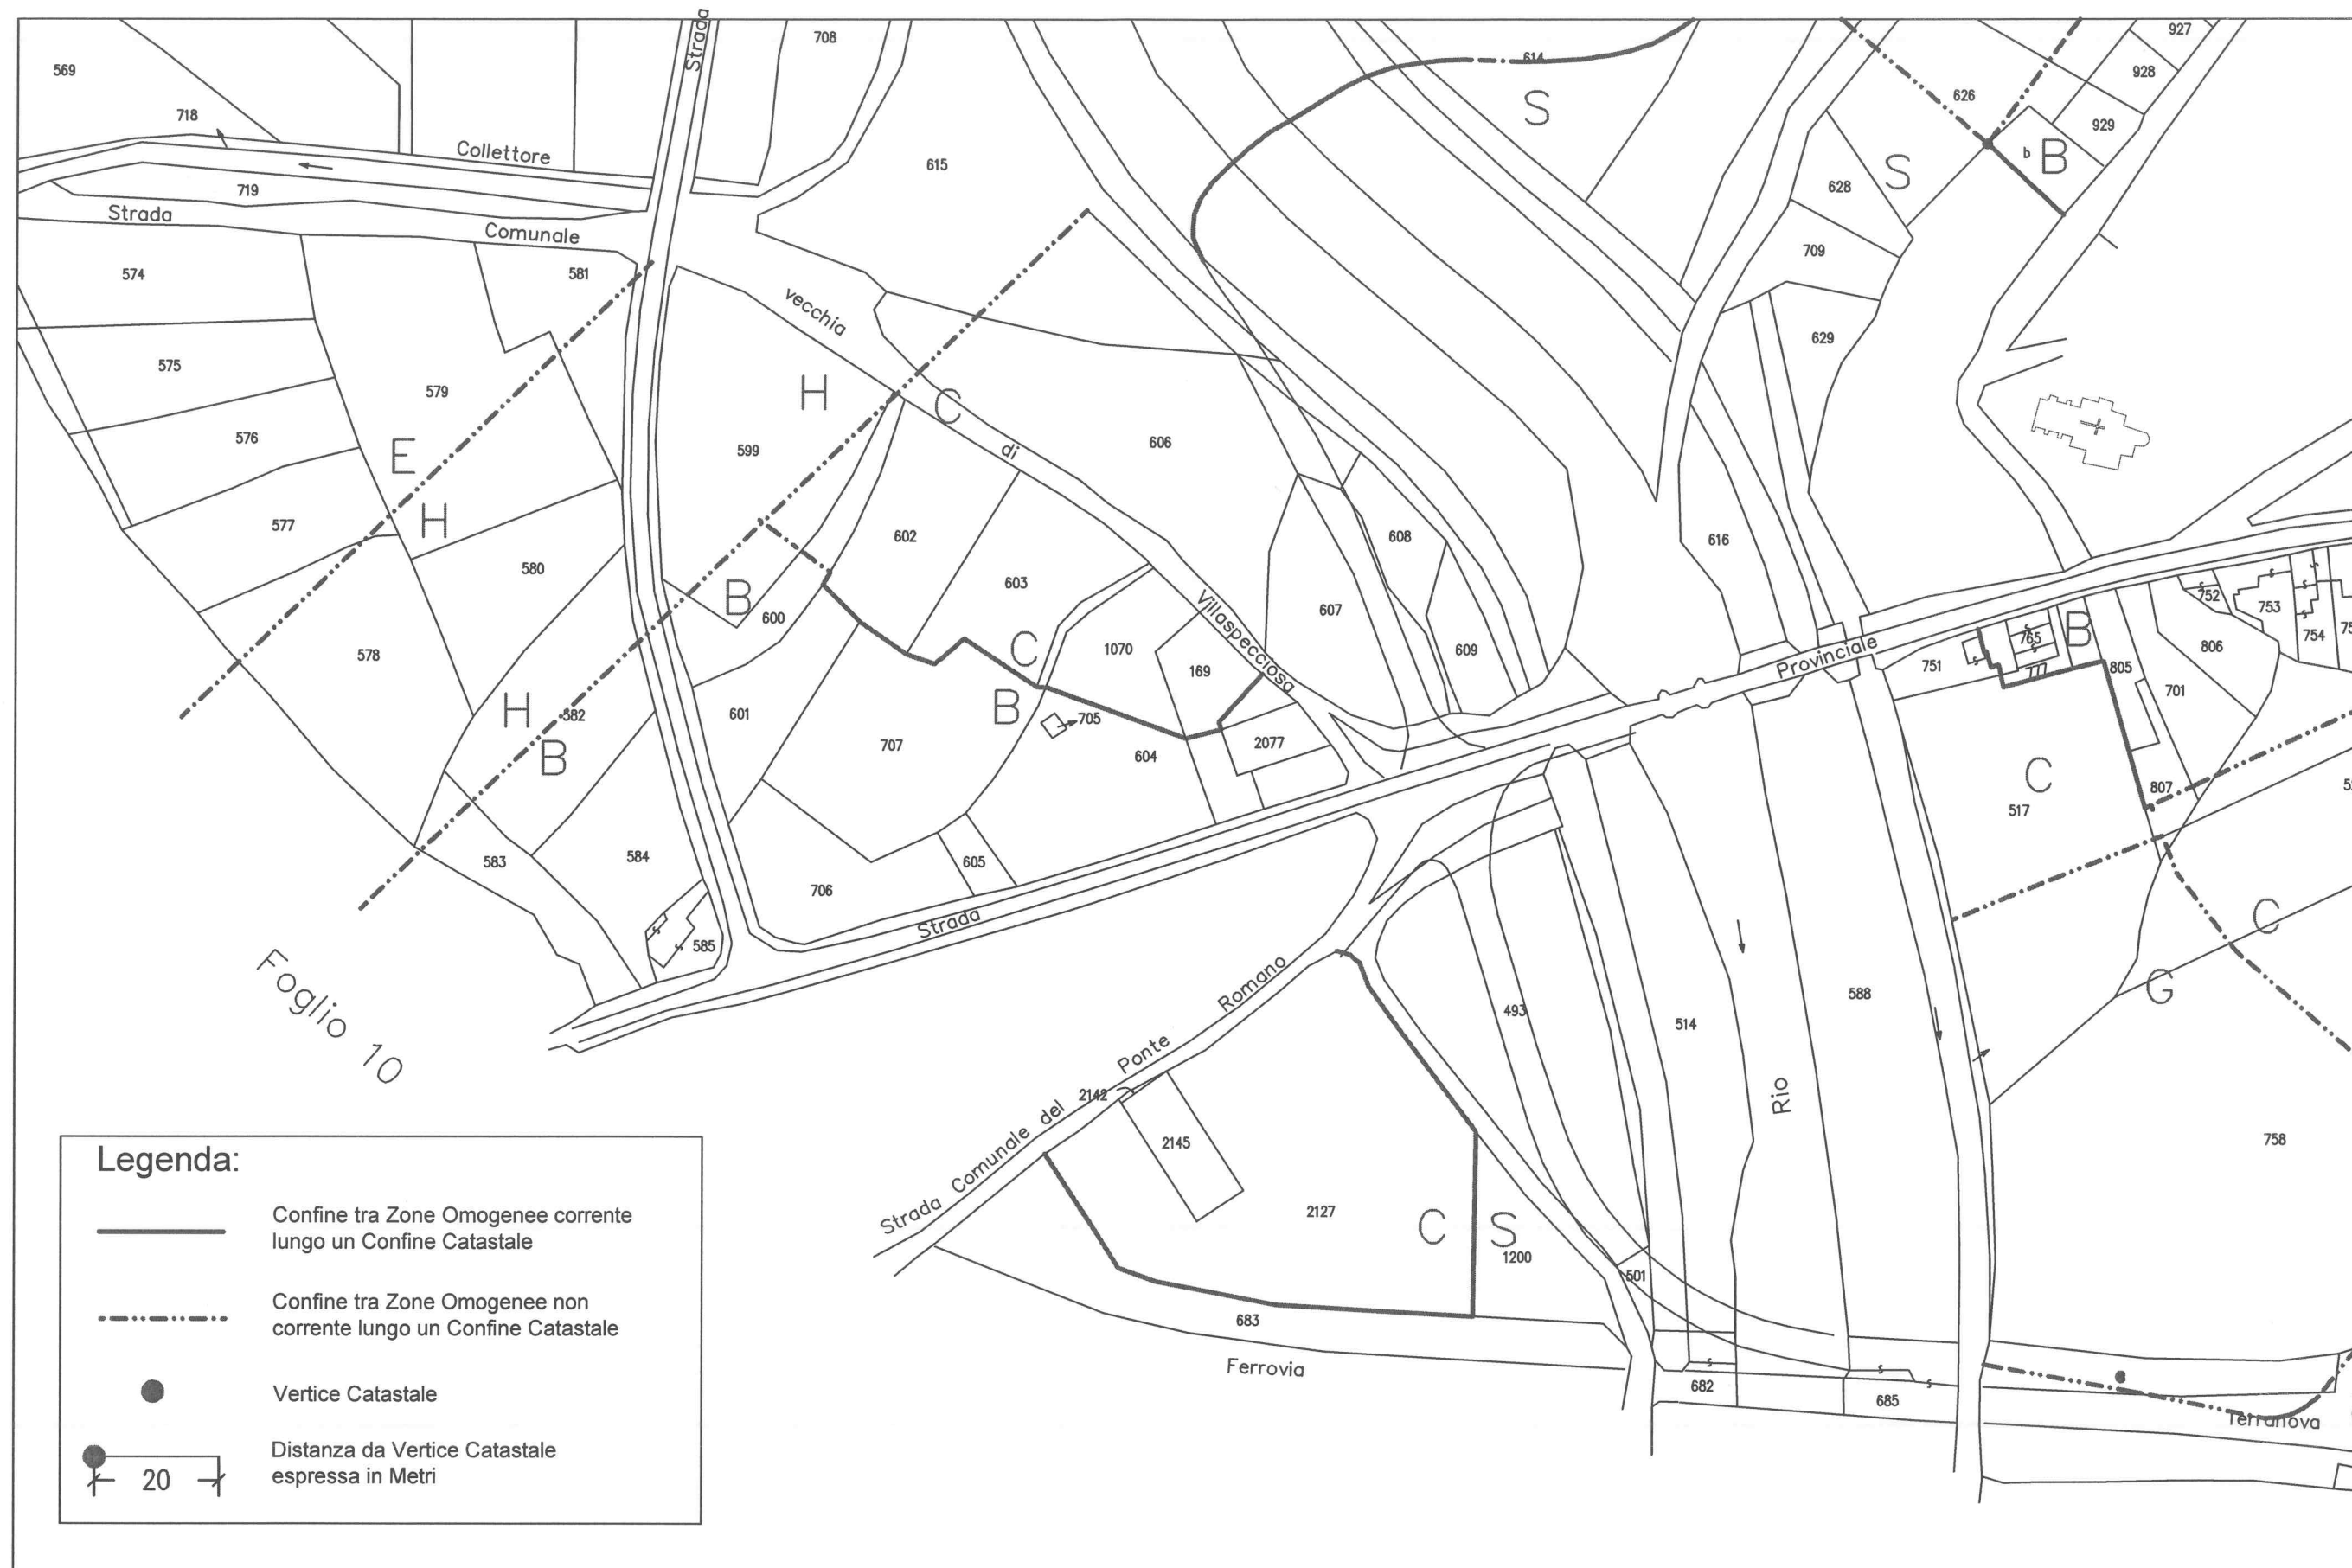 569
718
Collettore
719
Strada
Comunale
Strada
708
615
614
S
626
927
928
929
b
B
S
628
709
629
574
581
575
579
576
E
H
577
580
578
vecchia
H
C
di
599
606
602
603
B
600
601
C
B
707
705
1070
169
Villaspecciosa
604
2077
607
608
609
616
H
582
B
583
584
585
706
605
Strada
Provinciale
751
765
777
B
805
752
753
754
806
701
807
C
517
C
G
758
Foglio 10
Strada Comunale del Ponte Romano
2142
2145
2127
C
S
1200
493
514
588
Rio
501
683
Ferrovia
682
685
Terranova
Legenda:
Confine tra Zone Omogenee corrente
lungo un Confine Catastale
Confine tra Zone Omogenee non
corrente lungo un Confine Catastale
Vertice Catastale
Distanza da Vertice Catastale
espressa in Metri
20